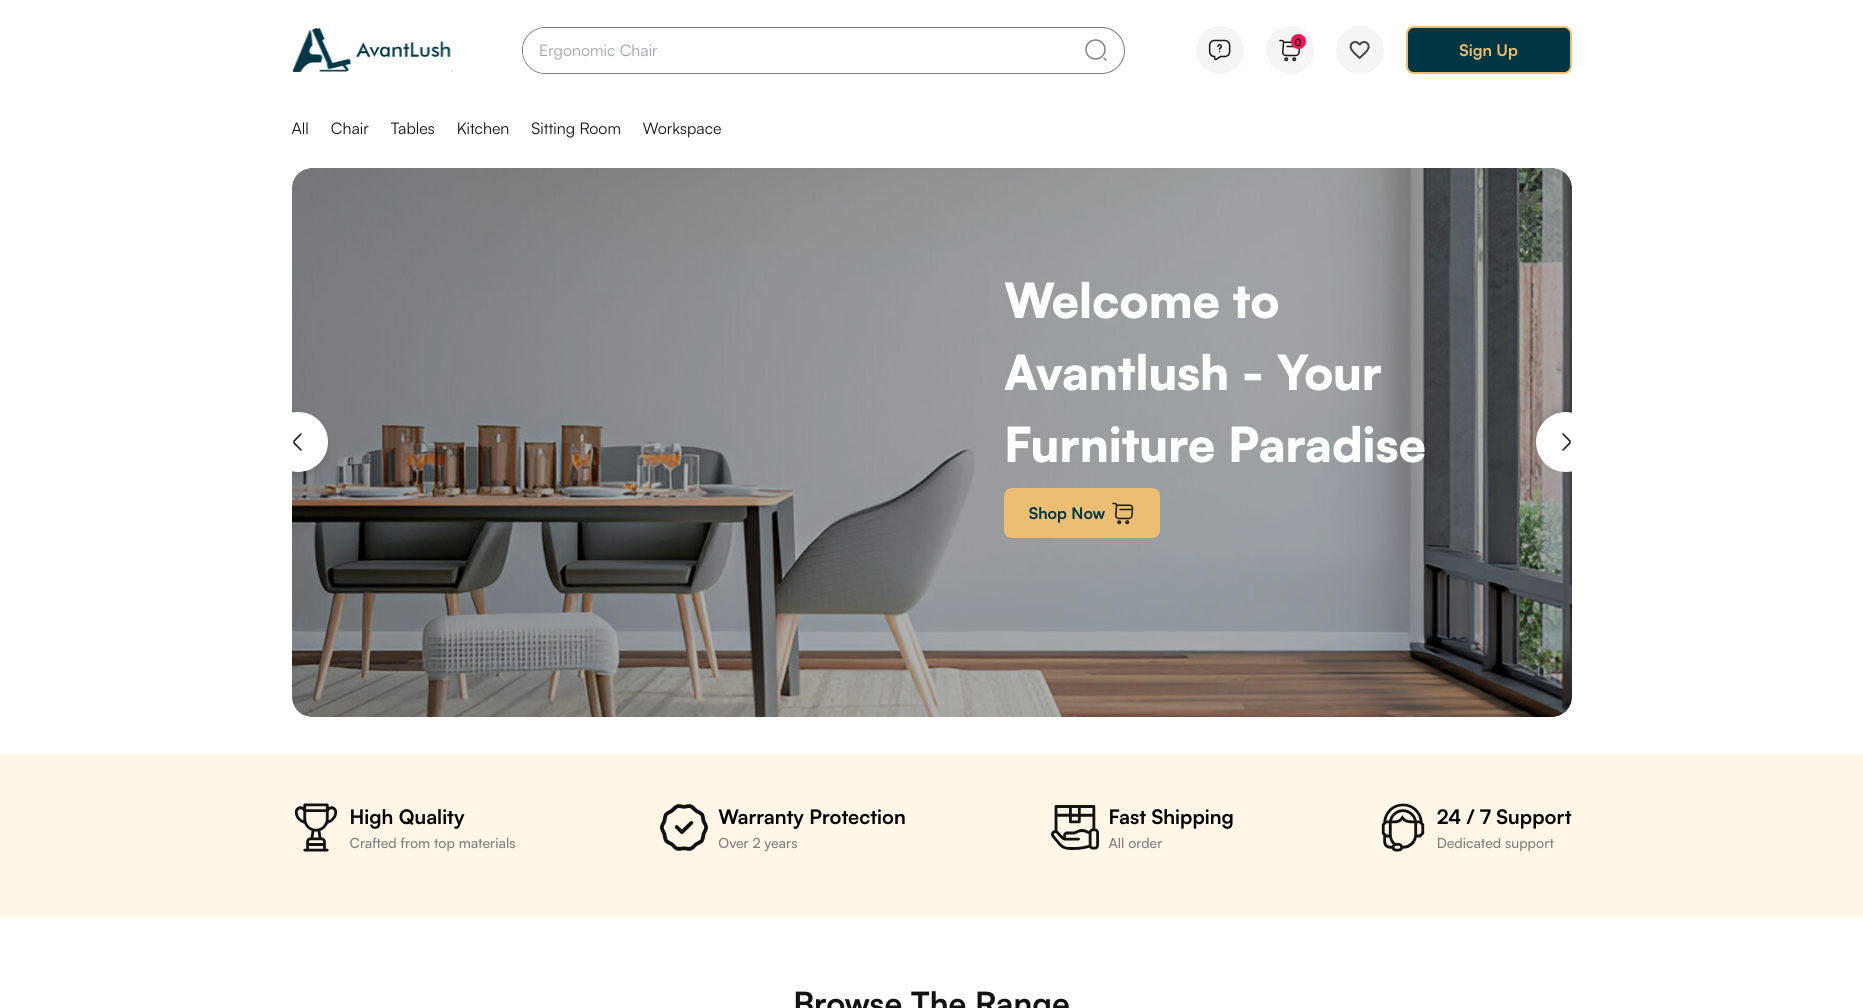 AvantLush
Ergonomic Chair
0
Sign Up
All
Chair
Tables
Kitchen
Sitting Room
Workspace
Welcome to
Avantlush - Your
Furniture Paradise
Shop Now
High Quality
Crafted from top materials
Warranty Protection
Over 2 years
Fast Shipping
All order
24 / 7 Support
Dedicated support
Browse The Range